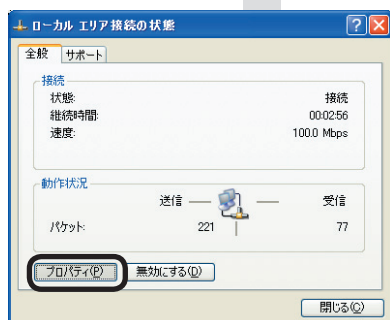 ローカル エリア接続の状態
全般 サポート
接続
状態: 接続
継続時間: 00:02:56
速度: 100.0 Mbps
動作状況
送信 受信
パケット: 221 77
プロパティ(P) 無効にする(D)
閉じる(C)